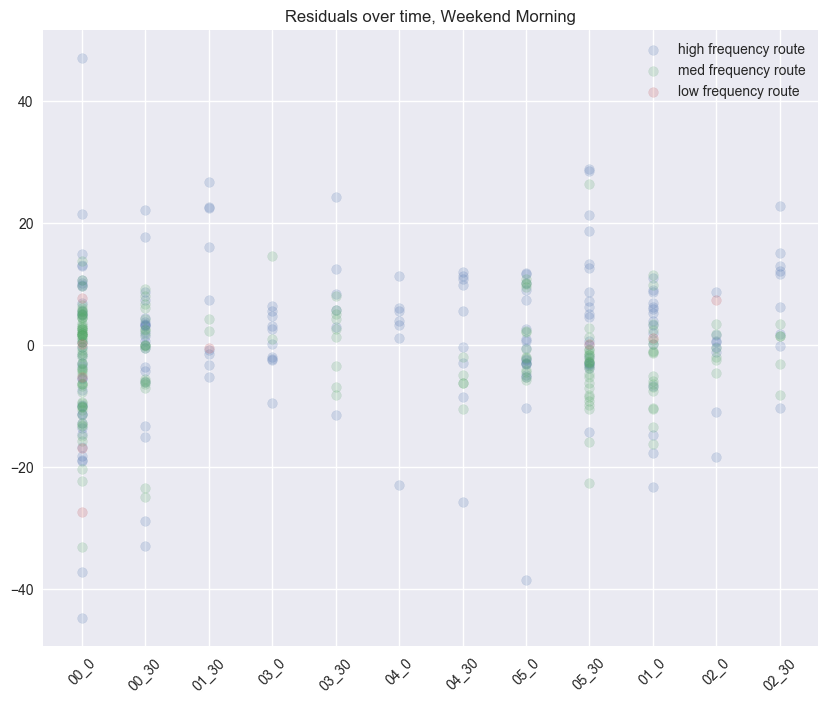 Residuals over time, Weekend Morning
high frequency route
med frequency route
low frequency route
40
20
0
−20
−40
00_0 00_30 01_30 03_0 03_30 04_0 04_30 05_0 05_30 01_0 02_0 02_30